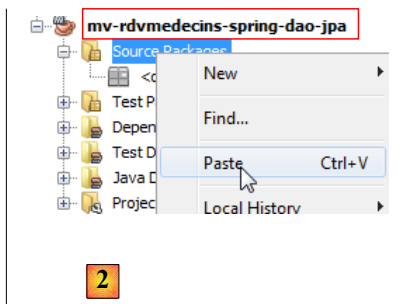 mv-rdvmedecins-spring-dao-jpa
Source Packages
New
Test P
Find...
Depen
Test D
Paste Ctrl+V
Java D
Projec
Local History
2